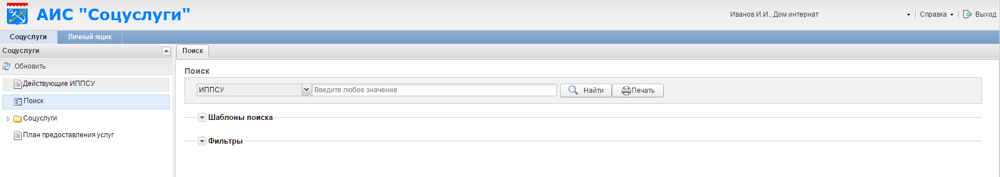 АИС "Соцуслуги"
Иванов И.И., Дом интернат
Справка
Выход
Соцуслуги
Личный ящик
Соцуслуги
Поиск
Обновить
Действующие ИППСУ
Поиск
Соцуслуги
План предоставления услуг
Поиск
ИППСУ
Введите любое значение
Найти
Печать
Шаблоны поиска
Фильтры